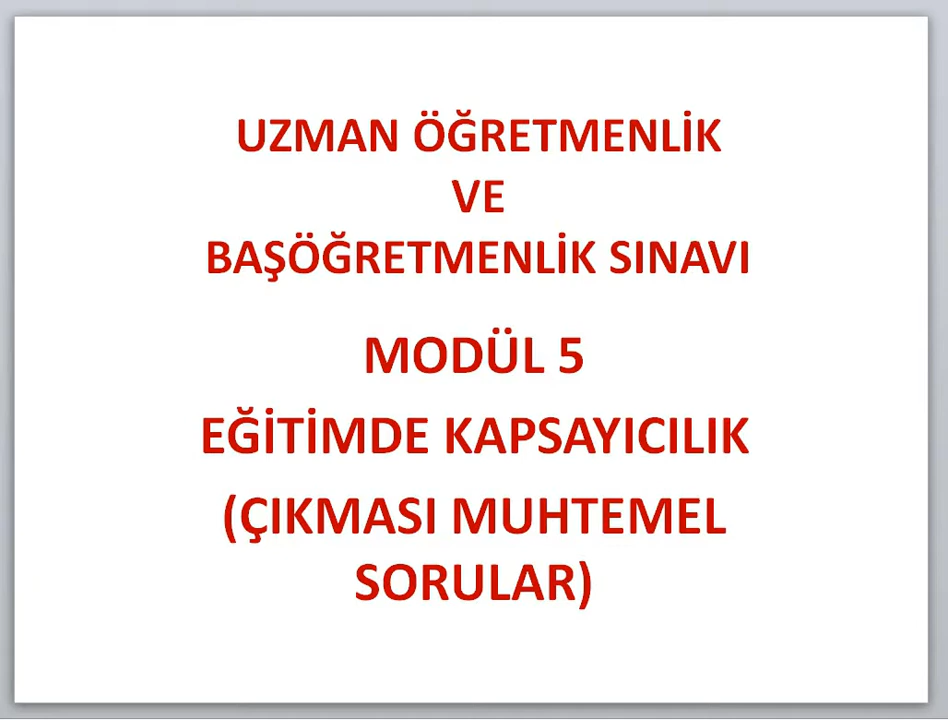 UZMAN ÖĞRETMENLİK
VE
BAŞÖĞRETMENLİK SINAVI
MODÜL 5
EĞİTİMDE KAPSAYICILIK
(ÇIKMASI MUHTEMEL
SORULAR)